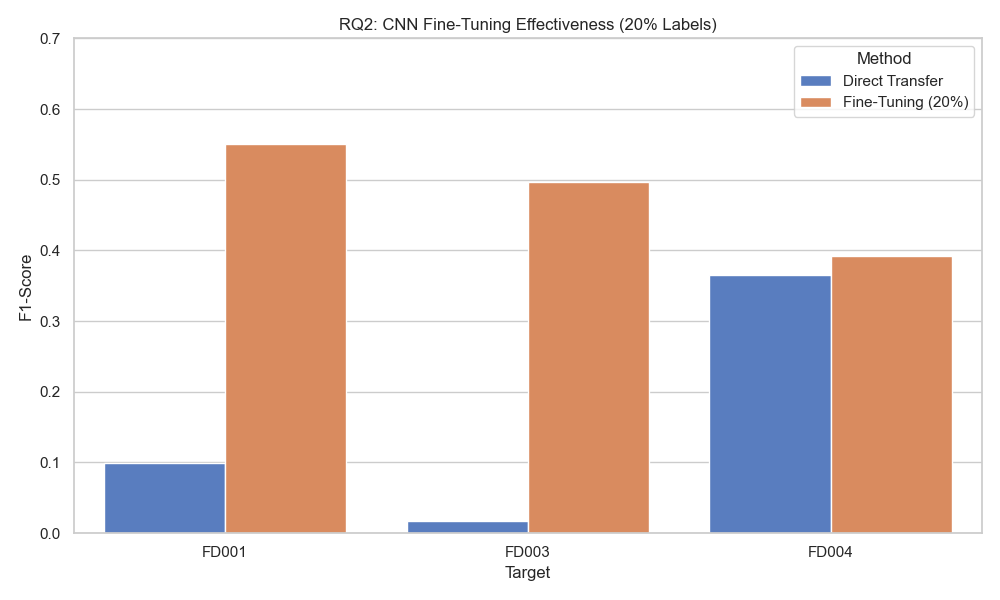 RQ2: CNN Fine-Tuning Effectiveness (20% Labels)
Method
Direct Transfer
Fine-Tuning (20%)
F1-Score
0.7
0.6
0.5
0.4
0.3
0.2
0.1
0.0
FD001
FD003
FD004
Target